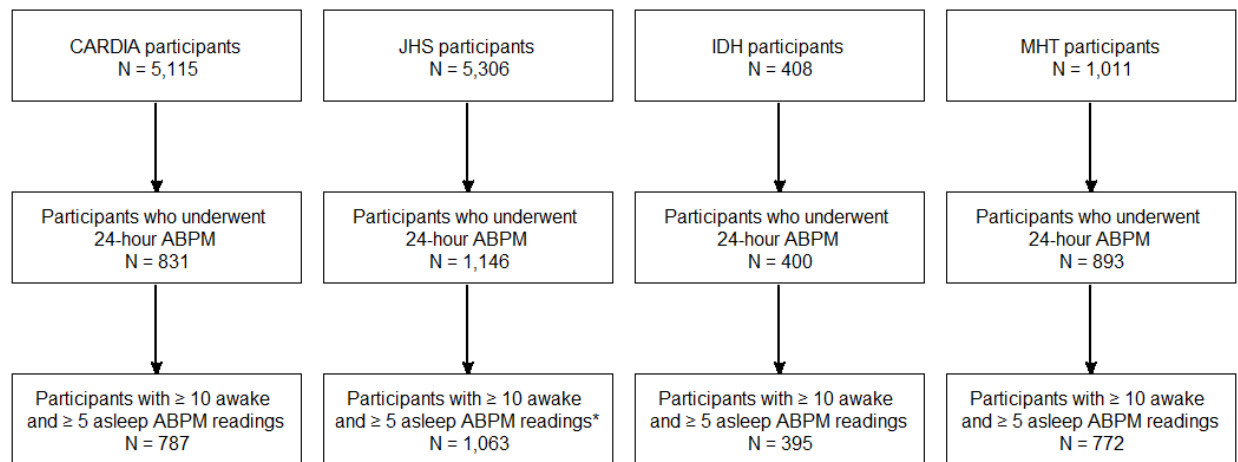 CARDIA participants
N = 5,115
JHS participants
N = 5,306
IDH participants
N = 408
MHT participants
N = 1,011
Participants who underwent
24-hour ABPM
N = 831
Participants who underwent
24-hour ABPM
N = 1,146
Participants who underwent
24-hour ABPM
N = 400
Participants who underwent
24-hour ABPM
N = 893
Participants with ≥ 10 awake
and ≥ 5 asleep ABPM readings
N = 787
Participants with ≥ 10 awake
and ≥ 5 asleep ABPM readings*
N = 1,063
Participants with ≥ 10 awake
and ≥ 5 asleep ABPM readings
N = 395
Participants with ≥ 10 awake
and ≥ 5 asleep ABPM readings
N = 772